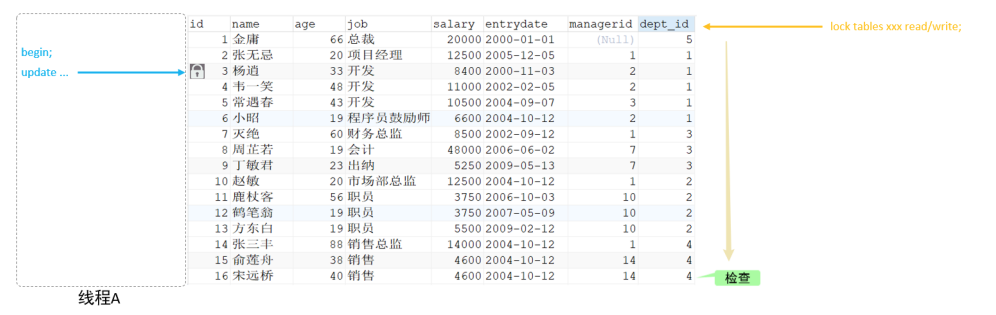 id name age job salary entrydate managerid dept_id
lock tables xxx read/write;
1 金庸 66 总裁 20000 2000-01-01 (Null) 5
begin;
2 张无忌 20 项目经理 12500 2005-12-05 1 1
update ...
3 杨逍 33 开发 8400 2000-11-03 2 1
4 韦一笑 48 开发 11000 2002-02-05 2 1
5 常遇春 43 开发 10500 2004-09-07 3 1
6 小昭 19 程序员鼓励师 6600 2004-10-12 2 1
7 灭绝 60 财务总监 8500 2002-09-12 1 3
8 周芷若 19 会计 48000 2006-06-02 7 3
9 丁敏君 23 出纳 5250 2009-05-13 7 3
10 赵敏 20 市场部总监 12500 2004-10-12 1 2
11 鹿杖客 56 职员 3750 2006-10-03 10 2
12 鹤笔翁 19 职员 3750 2007-05-09 10 2
13 方东白 19 职员 5500 2009-02-12 10 2
14 张三丰 88 销售总监 14000 2004-10-12 1 4
15 俞莲舟 38 销售 4600 2004-10-12 14 4
16 宋远桥 40 销售 4600 2004-10-12 14 4
检查
线程A